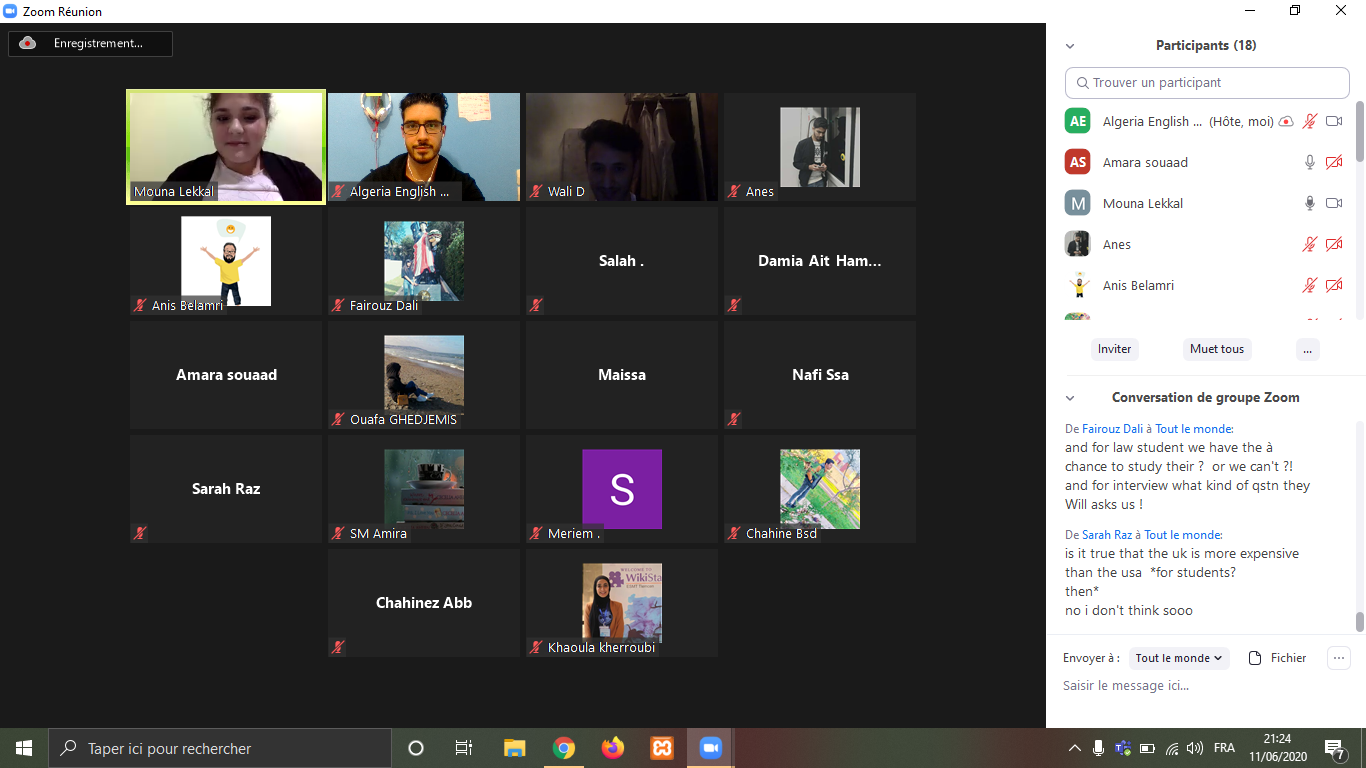 Zoom Réunion
Enregistrement...
Mouna Lekkal
Algeria English ...
Wali D
Anes
Anis Belamri
Fairouz Dali
Salah .
Damia Ait Ham...
Amara souaad
Ouafa GHEDJEMIS
Maissa
Nafi Ssa
Sarah Raz
SM Amira
S
Meriem .
Chahine Bsd
Chahinez Abb
WELCOME TO
WikiSta
Khaoula kherroubi
Participants (18)
Trouver un participant
AE Algeria English ... (Hôte, moi)
AS Amara souaad
M Mouna Lekkal
Anes
Anis Belamri
Inviter Muet tous ...
Conversation de groupe Zoom
De Fairouz Dali à Tout le monde:
and for law student we have the à
chance to study their ? or we can't ?!
and for interview what kind of qstn they
Will asks us !
De Sarah Raz à Tout le monde:
is it true that the uk is more expensive
than the usa *for students?
then*
no i don't think sooo
Envoyer à : Tout le monde Fichier ...
Saisir le message ici...
Taper ici pour rechercher
FRA
21:24
11/06/2020
7